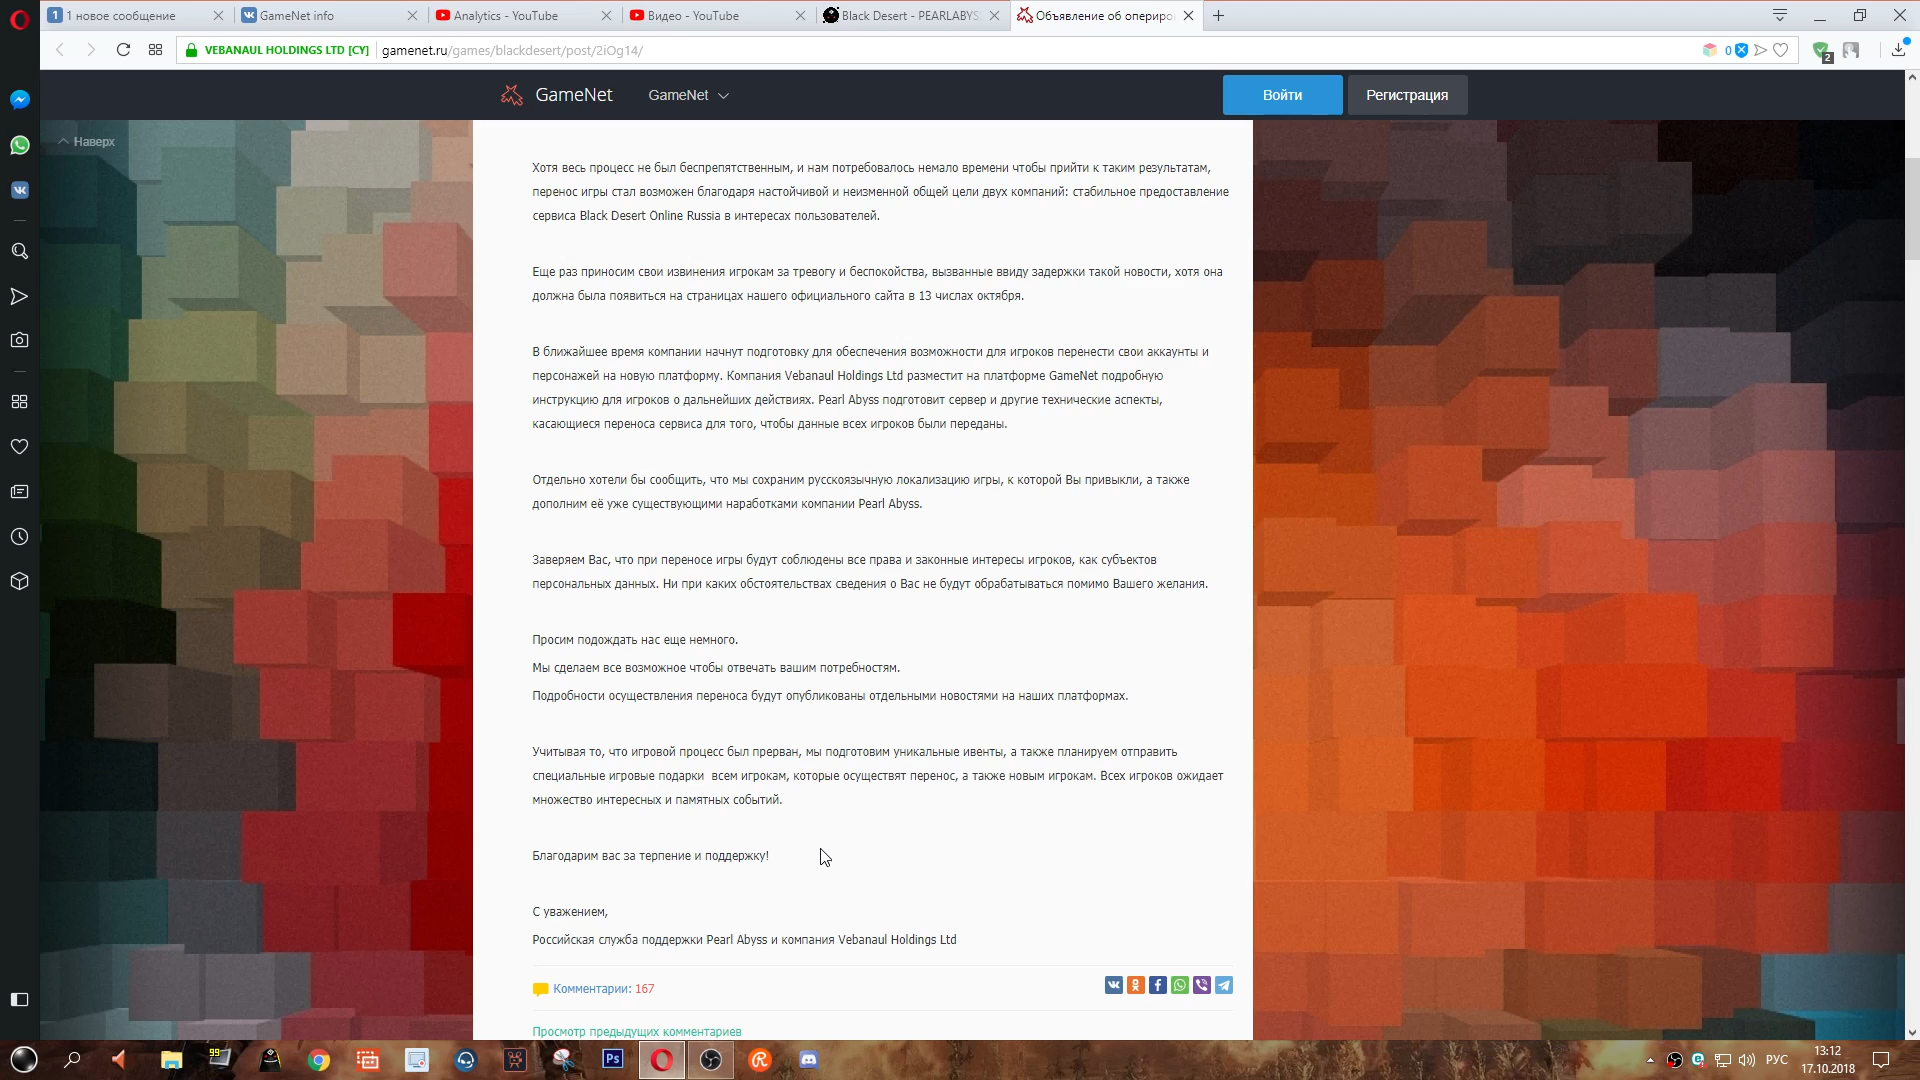 1 новое сообщение
GameNet info
Analytics - YouTube
Видео - YouTube
Black Desert - PEARLABYS
Объявление об опериро
VEBANAUL HOLDINGS LTD [CY]
gamenet.ru/games/blackdesert/post/2iOg14/
0
2
GameNet
GameNet
Войти
Регистрация
Наверх
Хотя весь процесс не был беспрепятственным, и нам потребовалось немало времени чтобы прийти к таким результатам,
перенос игры стал возможен благодаря настойчивой и неизменной общей цели двух компаний: стабильное предоставление
сервиса Black Desert Online Russia в интересах пользователей.
Еще раз приносим свои извинения игрокам за тревогу и беспокойства, вызванные ввиду задержки такой новости, хотя она
должна была появиться на страницах нашего официального сайта в 13 числах октября.
В ближайшее время компании начнут подготовку для обеспечения возможности для игроков перенести свои аккаунты и
персонажей на новую платформу. Компания Vebanaul Holdings Ltd разместит на платформе GameNet подробную
инструкцию для игроков о дальнейших действиях. Pearl Abyss подготовит сервер и другие технические аспекты,
касающиеся переноса сервиса для того, чтобы данные всех игроков были переданы.
Отдельно хотели бы сообщить, что мы сохраним русскоязычную локализацию игры, к которой Вы привыкли, а также
дополним её уже существующими наработками компании Pearl Abyss.
Заверяем Вас, что при переносе игры будут соблюдены все права и законные интересы игроков, как субъектов
персональных данных. Ни при каких обстоятельствах сведения о Вас не будут обрабатываться помимо Вашего желания.
Просим подождать нас еще немного.
Мы сделаем все возможное чтобы отвечать вашим потребностям.
Подробности осуществления переноса будут опубликованы отдельными новостями на наших платформах.
Учитывая то, что игровой процесс был прерван, мы подготовим уникальные ивенты, а также планируем отправить
специальные игровые подарки  всем игрокам, которые осуществят перенос, а также новым игрокам. Всех игроков ожидает
множество интересных и памятных событий.
Благодарим вас за терпение и поддержку!
С уважением,
Российская служба поддержки Pearl Abyss и компания Vebanaul Holdings Ltd
Комментарии: 167
Просмотр предыдущих комментариев
99
Ps
РУС
13:12
17.10.2018